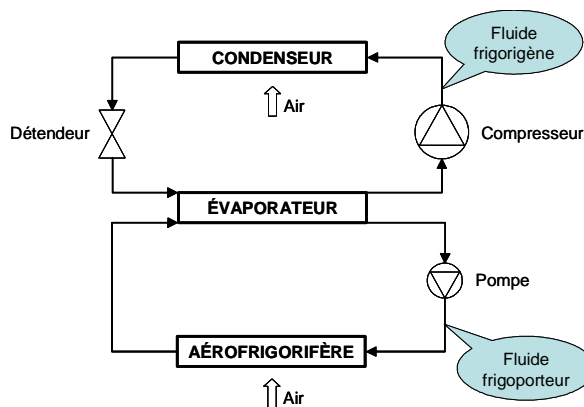 Fluide
frigorigène
CONDENSEUR
Air
Détendeur
Compresseur
ÉVAPORATEUR
Pompe
AÉROFRIGORIFÈRE
Fluide
frigoporteur
Air